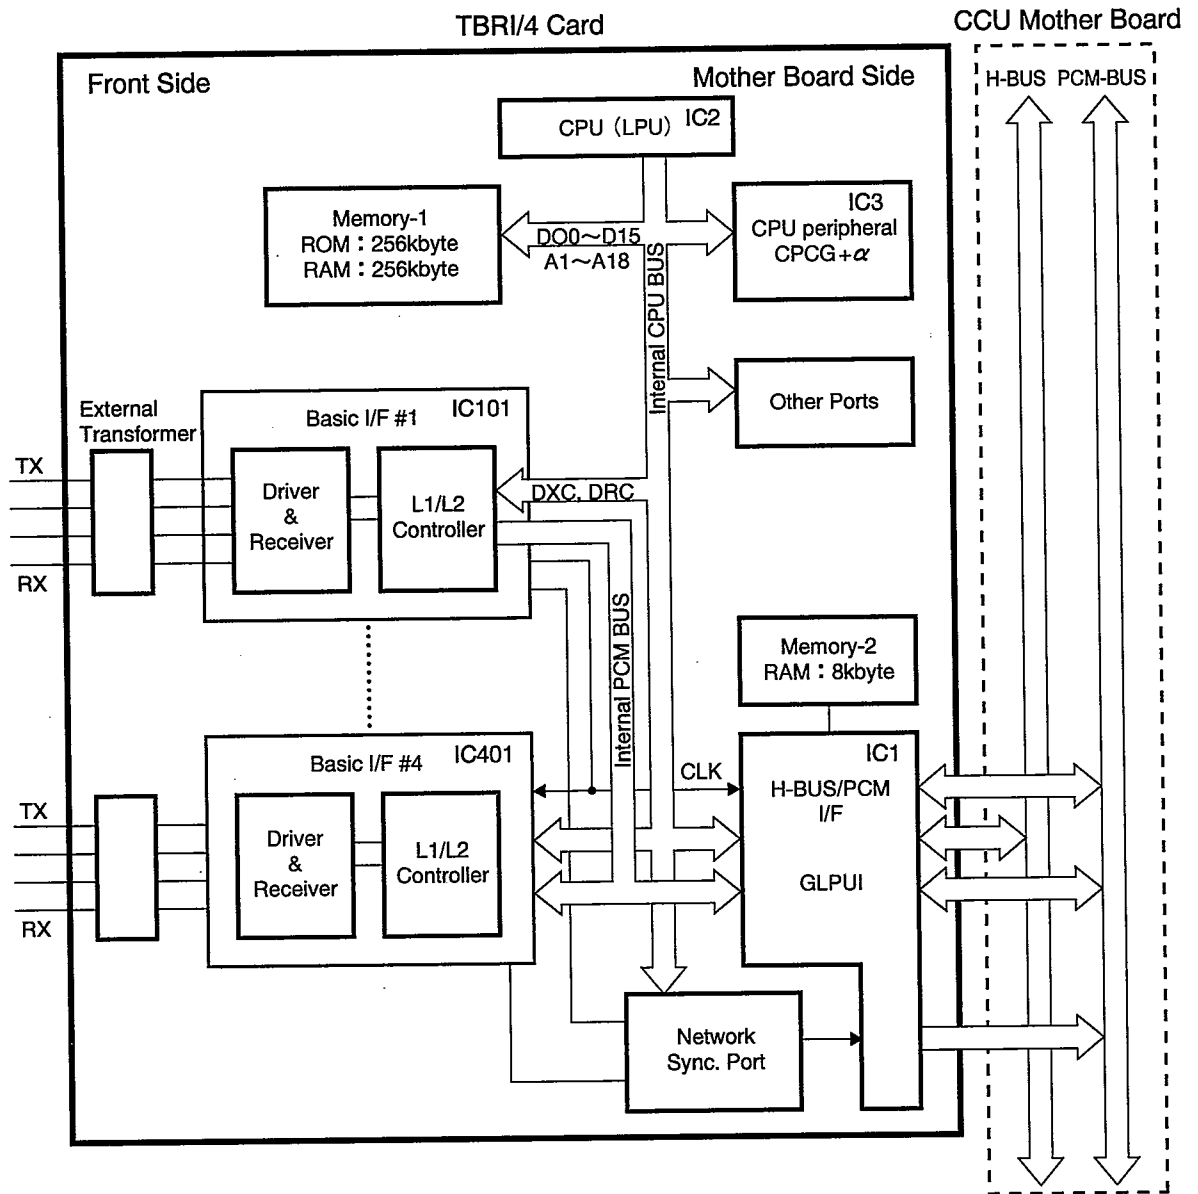 TBRI/4 Card
CCU Mother Board
Front Side
Mother Board Side
H-BUS PCM-BUS
IC2
CPU (LPU)
Memory-1
ROM : 256kbyte
RAM : 256kbyte
DO0～D15
A1～A18
IC3
CPU peripheral
CPCG+α
Internal CPU BUS
Other Ports
External
Transformer
Basic I/F #1
IC101
TX
RX
Driver
&
Receiver
L1/L2
Controller
DXC, DRC
Internal PCM BUS
Memory-2
RAM : 8kbyte
Basic I/F #4
IC401
TX
RX
Driver
&
Receiver
L1/L2
Controller
CLK
IC1
H-BUS/PCM
I/F
GLPUI
Network
Sync. Port